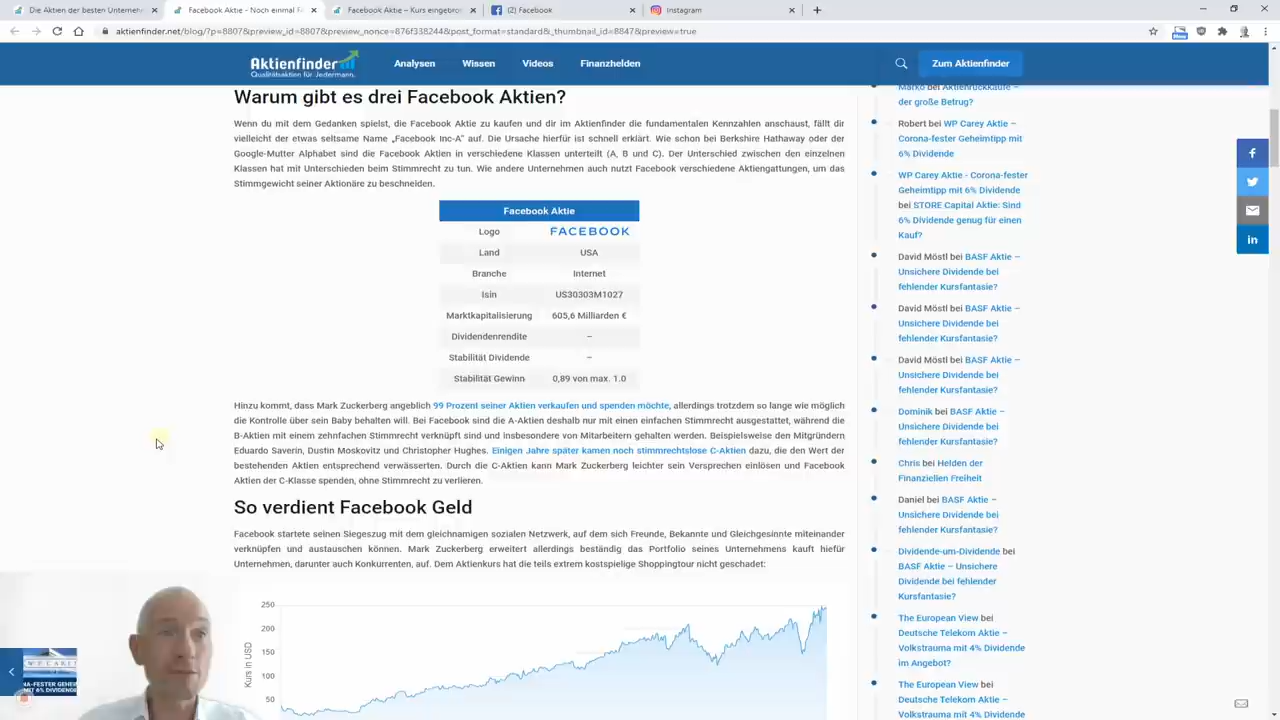 Die Aktien der besten Unterneh
Facebook Aktie - Noch einmal F
Facebook Aktie – Kurs eingebro
(2) Facebook
Instagram
aktienfinder.net/blog/?p=8807&preview_id=8807&preview_nonce=876f338244&post_format=standard&_thumbnail_id=8847&preview=true
Aktienfinder
Qualitätsaktien für Jedermann.
Analysen
Wissen
Videos
Finanzhelden
Zum Aktienfinder
Warum gibt es drei Facebook Aktien?
Wenn du mit dem Gedanken spielst, die Facebook Aktie zu kaufen und dir im Aktienfinder die fundamentalen Kennzahlen anschaust, fällt dir
vielleicht der etwas seltsame Name „Facebook Inc-A" auf. Die Ursache hierfür ist schnell erklärt. Wie schon bei Berkshire Hathaway oder der
Google-Mutter Alphabet sind die Facebook Aktien in verschiedene Klassen unterteilt (A, B und C). Der Unterschied zwischen den einzelnen
Klassen hat mit Unterschieden beim Stimmrecht zu tun. Wie andere Unternehmen auch nutzt Facebook verschiedene Aktiengattungen, um das
Stimmgewicht seiner Aktionäre zu beschneiden.
Facebook Aktie
Logo FACEBOOK
Land USA
Branche Internet
Isin US30303M1027
Marktkapitalisierung 605,6 Milliarden €
Dividendenrendite –
Stabilität Dividende –
Stabilität Gewinn 0,89 von max. 1.0
Hinzu kommt, dass Mark Zuckerberg angeblich 99 Prozent seiner Aktien verkaufen und spenden möchte, allerdings trotzdem so lange wie möglich
die Kontrolle über sein Baby behalten will. Bei Facebook sind die A-Aktien deshalb nur mit einen einfachen Stimmrecht ausgestattet, während die
B-Aktien mit einem zehnfachen Stimmrecht verknüpft sind und insbesondere von Mitarbeitern gehalten werden. Beispielsweise den Mitgründern
Eduardo Saverin, Dustin Moskovitz und Christopher Hughes. Einigen Jahre später kamen noch stimmrechtslose C-Aktien dazu, die den Wert der
bestehenden Aktien entsprechend verwässerten. Durch die C-Aktien kann Mark Zuckerberg leichter sein Versprechen einlösen und Facebook
Aktien der C-Klasse spenden, ohne Stimmrecht zu verlieren.
So verdient Facebook Geld
Facebook startete seinen Siegeszug mit dem gleichnamigen sozialen Netzwerk, auf dem sich Freunde, Bekannte und Gleichgesinnte miteinander
verknüpfen und austauschen können. Mark Zuckerberg erweitert allerdings beständig das Portfolio seines Unternehmens kauft hiefür
Unternehmen, darunter auch Konkurrenten, auf. Dem Aktienkurs hat die teils extrem kostspielige Shoppingtour nicht geschadet:
250
200
150
100
50
Kurs in USD
Marko bei Aktienrückkäufe –
der große Betrug?
Robert bei WP Carey Aktie –
Corona-fester Geheimtipp mit
6% Dividende
WP Carey Aktie - Corona-fester
Geheimtipp mit 6% Dividende
bei STORE Capital Aktie: Sind
6% Dividende genug für einen
Kauf?
David Möstl bei BASF Aktie –
Unsichere Dividende bei
fehlender Kursfantasie?
David Möstl bei BASF Aktie –
Unsichere Dividende bei
fehlender Kursfantasie?
David Möstl bei BASF Aktie –
Unsichere Dividende bei
fehlender Kursfantasie?
Dominik bei BASF Aktie –
Unsichere Dividende bei
fehlender Kursfantasie?
Chris bei Helden der
Finanziellen Freiheit
Daniel bei BASF Aktie –
Unsichere Dividende bei
fehlender Kursfantasie?
Dividende-um-Dividende bei
BASF Aktie – Unsichere
Dividende bei fehlender
Kursfantasie?
The European View bei
Deutsche Telekom Aktie –
Volkstrauma mit 4% Dividende
im Angebot?
The European View bei
Deutsche Telekom Aktie –
Volkstrauma mit 4% Dividende
WP CAREY
NA-FESTER GEHEIM
MIT 6% DIVIDENDE